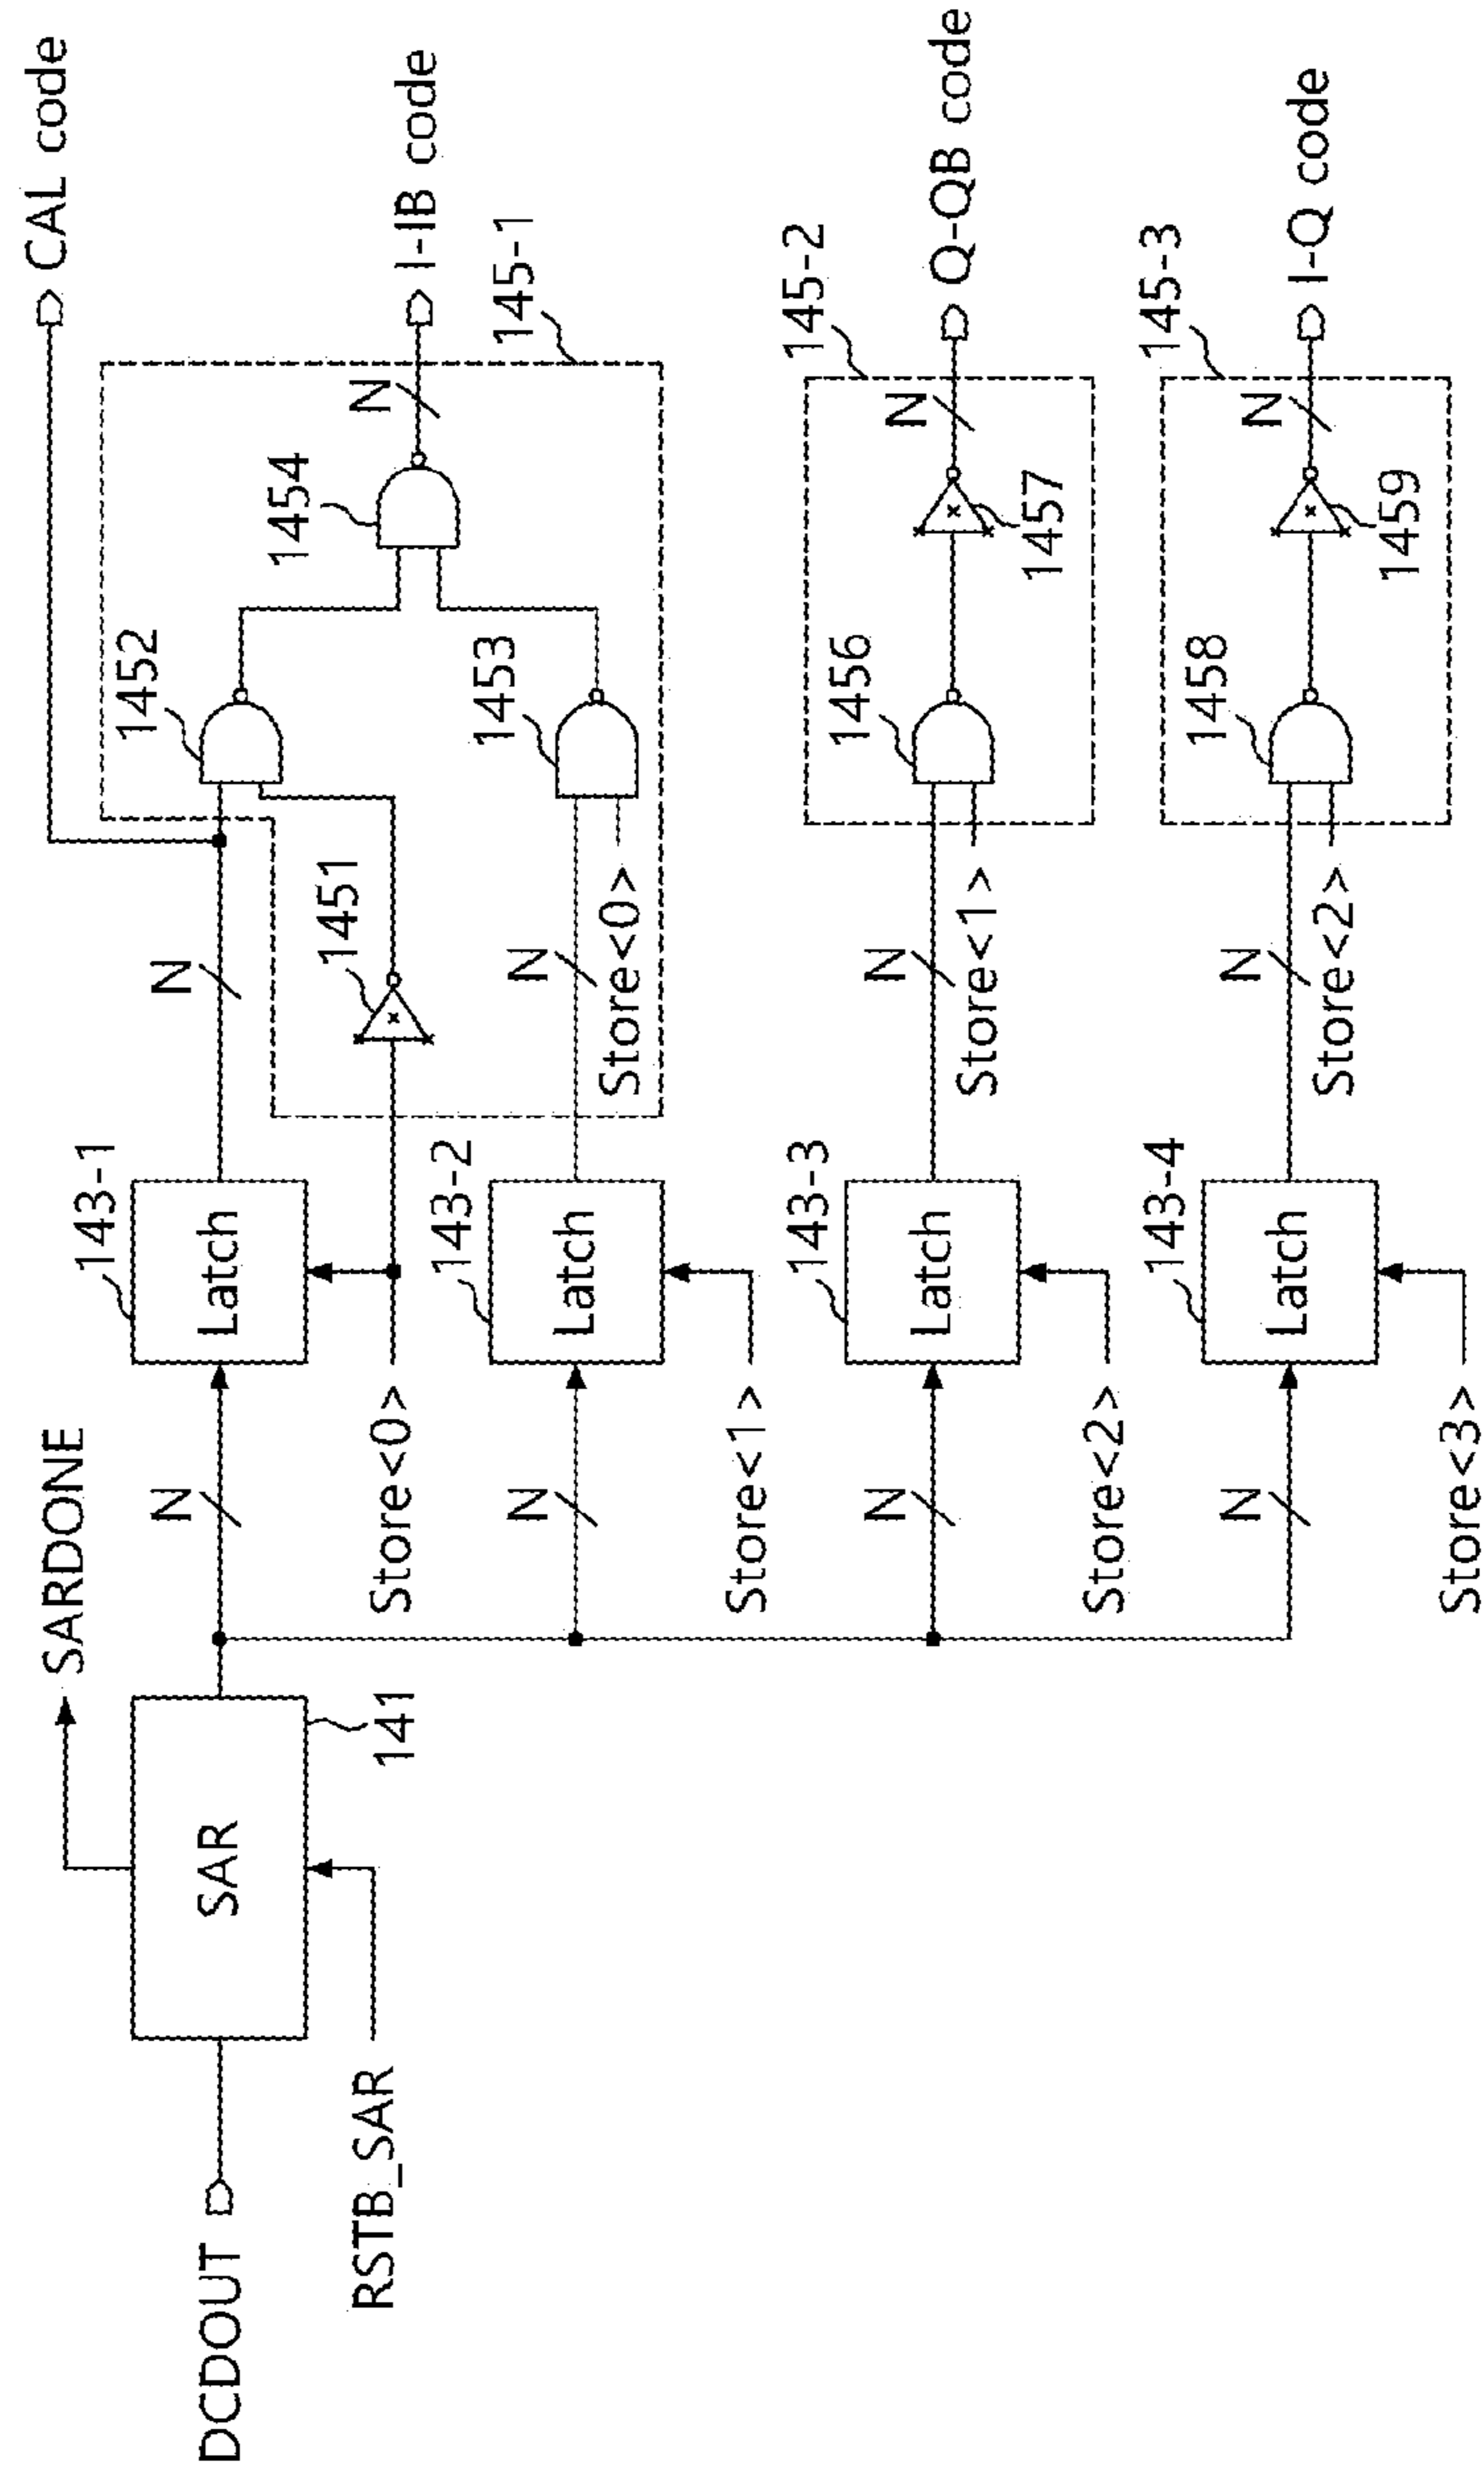 CAL code
SARDONE
143-1
1452
1454
N
I-IB code
DCDOUT
SAR
141
N
Latch
N
1451
145-1
RSTB_SAR
Store<0>
143-2
1453
N
Latch
N
Store<0>
Store<1>
143-3
145-2
1456
N
Q-QB code
N
Latch
N
Store<1>
1457
Store<2>
143-4
145-3
1458
N
I-Q code
N
Latch
N
Store<2>
1459
Store<3>